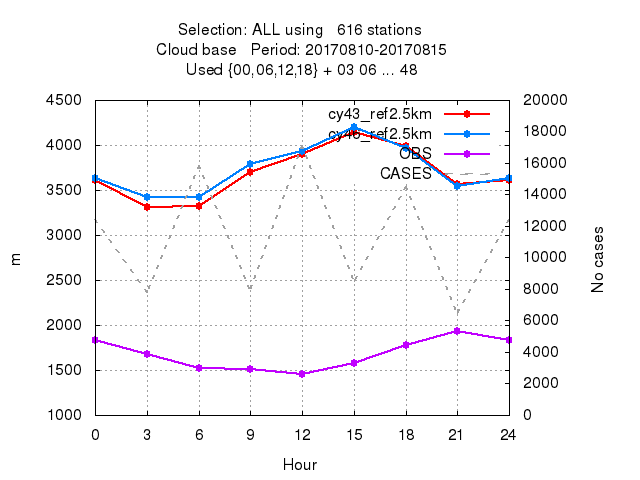 Selection: ALL using   616 stations
Cloud base   Period: 20170810-20170815
Used {00,06,12,18} + 03 06 ... 48
4500 20000
cy43_ref2.5km
18000
4000 cy46_ref2.5km
OBS 16000
CASES
3500 14000
12000
3000
10000
m No cases
2500
8000
2000 6000
4000
1500
2000
1000 0
0 3 6 9 12 15 18 21 24
Hour